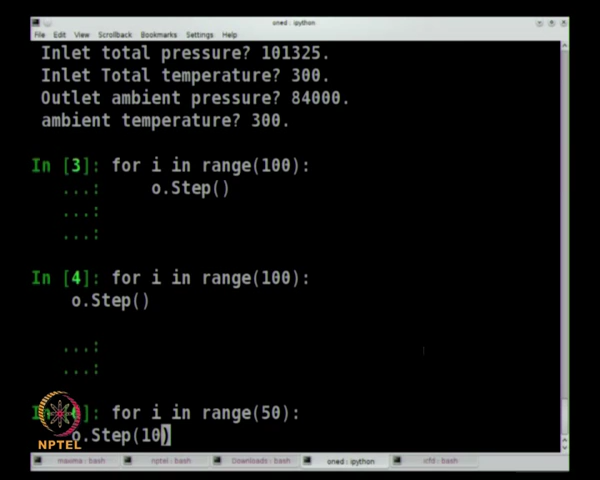 oned : ipython
File Edit View Scrollback Bookmarks Settings Help
Inlet total pressure? 101325.
Inlet Total temperature? 300.
Outlet ambient pressure? 84000.
ambient temperature? 300.
In [3]: for i in range(100):
...: o.Step()
...:
...:
In [4]: for i in range(100):
o.Step()
...:
...:
In ]: for i in range(50):
o.Step(10)
NPTEL
maxima : bash nptel : bash Downloads : bash oned : ipython xfd : bash